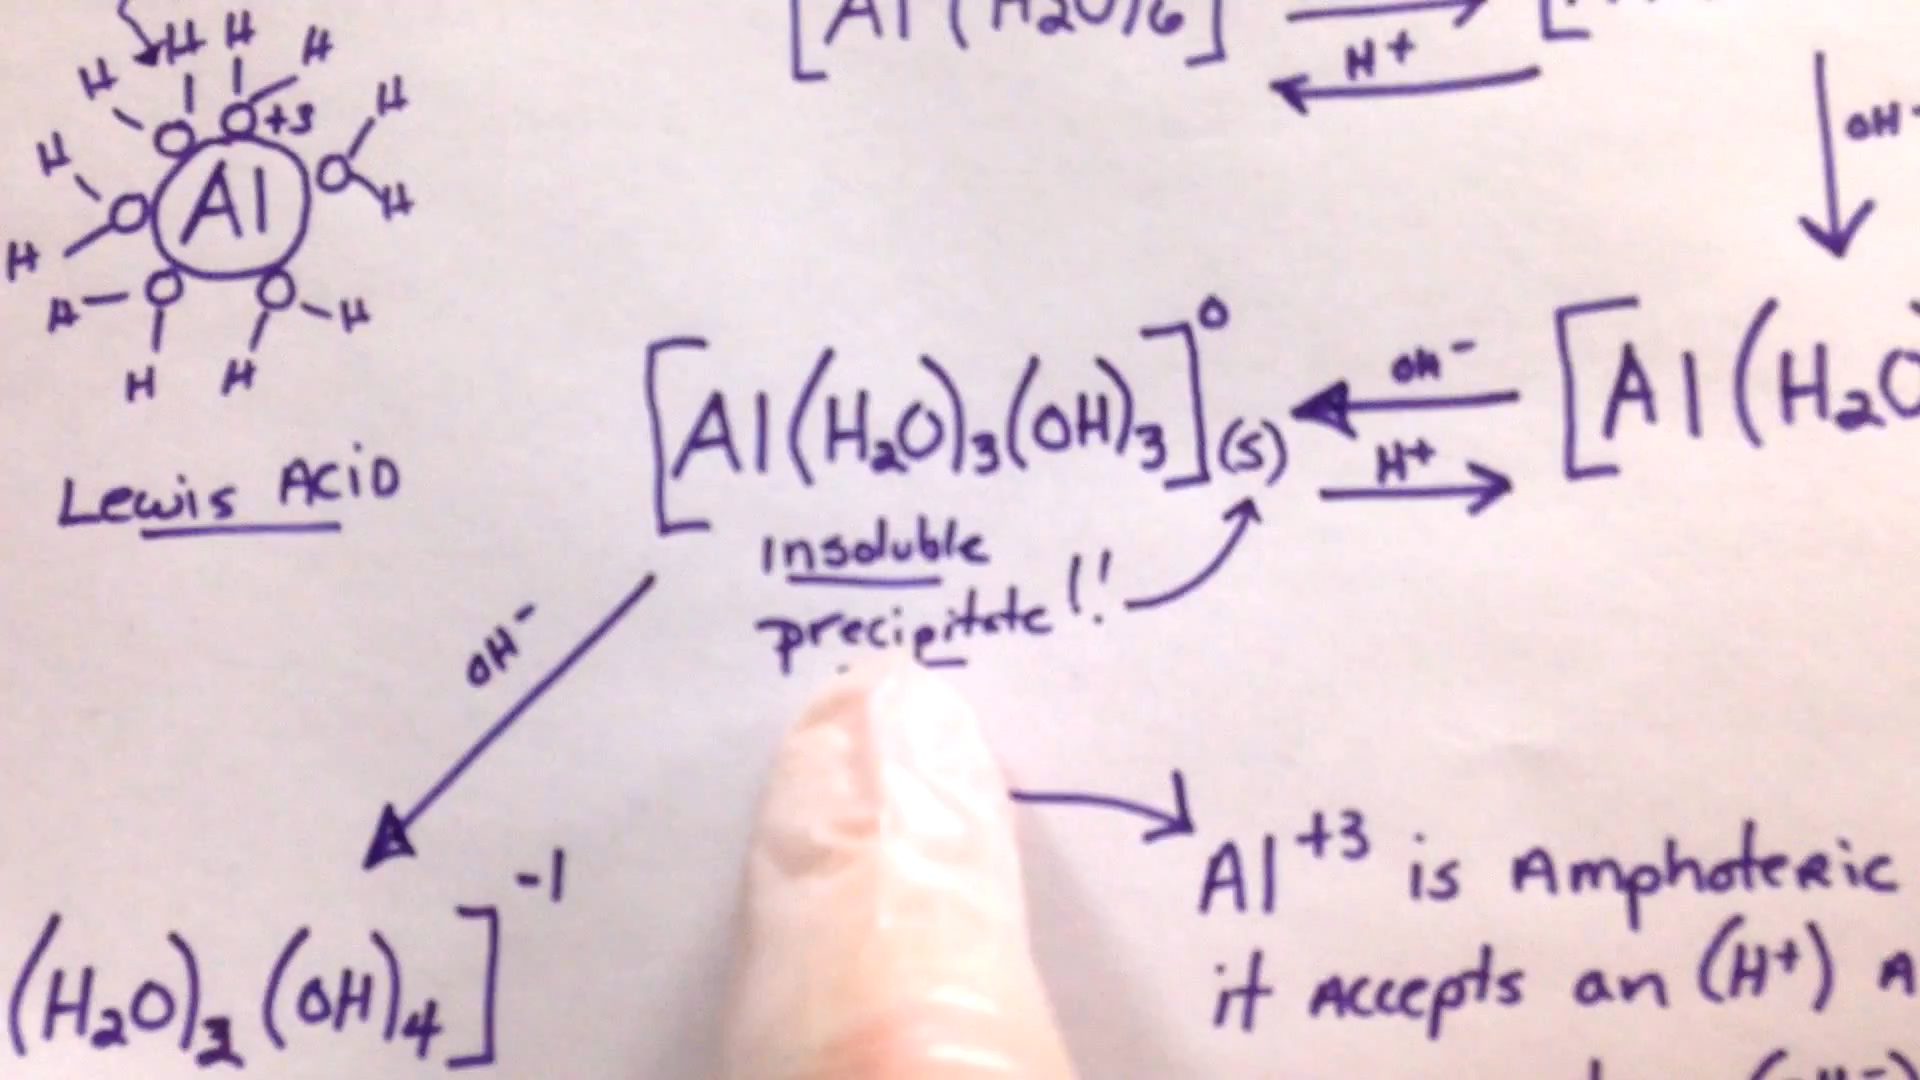 [Al(H2O)6]
H+
OH-
H H H
H +3 H
H Al H
H
H H
H H
Lewis Acid
[Al(H2O)3(OH)3]⁰(s)
OH-
H+
[Al(H2O
insoluble
precipitate!!
OH-
(H2O)2(OH)4]-1
Al+3 is Amphoteric
it accepts an (H+) A